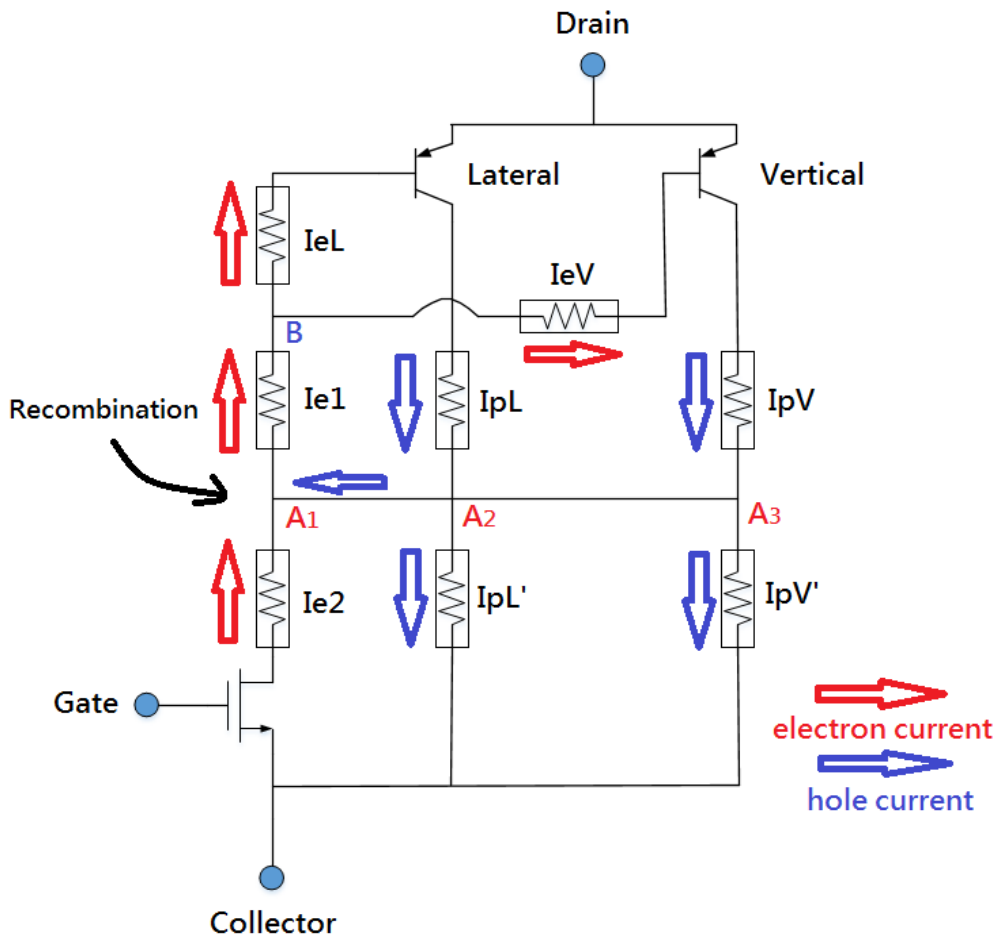 Drain
Lateral
Vertical
IeL
IeV
B
Ie1
IpL
IpV
Recombination
A1
A2
A3
Ie2
IpL'
IpV'
Gate
electron current
hole current
Collector